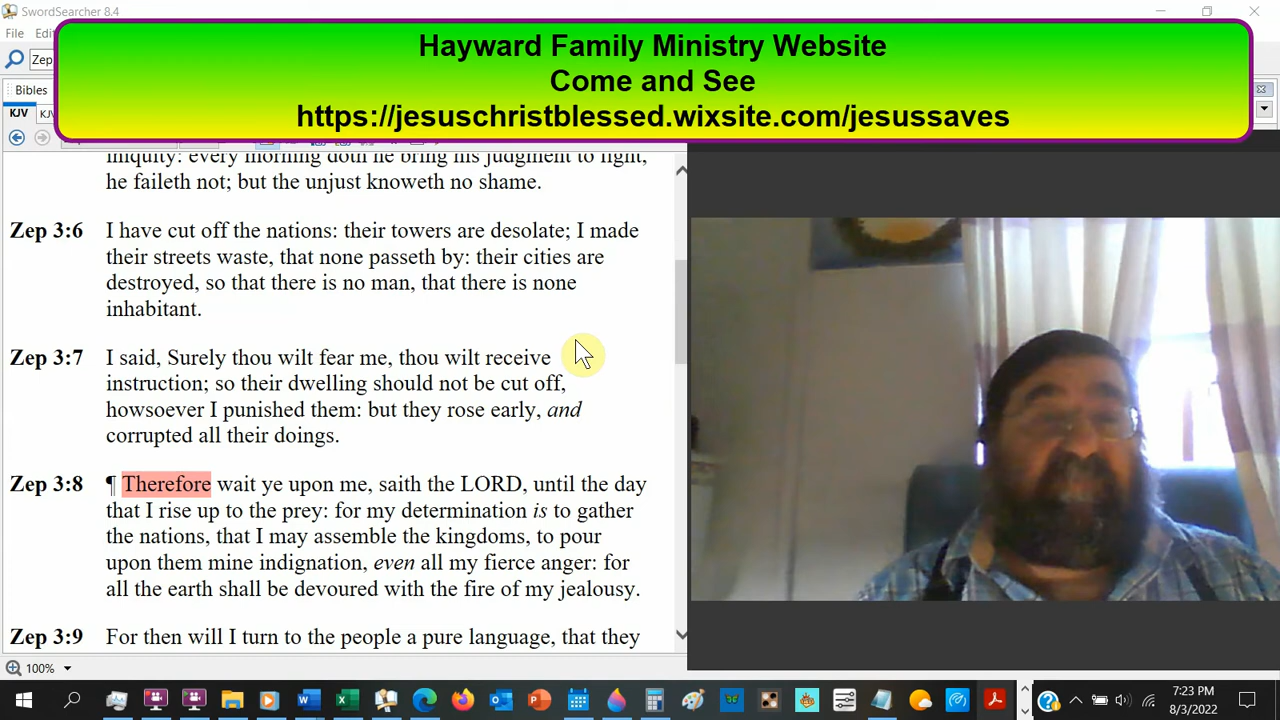 SwordSearcher 8.4
File
Hayward Family Ministry Website
Come and See
https://jesuschristblessed.wixsite.com/jesussaves
Zep
Bibles
KJV
iniquity: every morning doth he bring his judgment to light,
he faileth not; but the unjust knoweth no shame.
Zep 3:6 I have cut off the nations: their towers are desolate; I made
their streets waste, that none passeth by: their cities are
destroyed, so that there is no man, that there is none
inhabitant.
Zep 3:7 I said, Surely thou wilt fear me, thou wilt receive
instruction; so their dwelling should not be cut off,
howsoever I punished them: but they rose early, and
corrupted all their doings.
Zep 3:8 ¶ Therefore wait ye upon me, saith the LORD, until the day
that I rise up to the prey: for my determination is to gather
the nations, that I may assemble the kingdoms, to pour
upon them mine indignation, even all my fierce anger: for
all the earth shall be devoured with the fire of my jealousy.
Zep 3:9 For then will I turn to the people a pure language, that they
100%
7:23 PM
8/3/2022